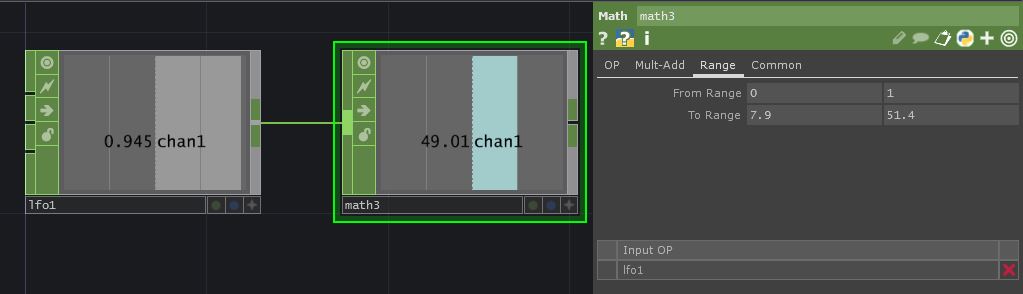 Math math3
? ? i
OP Mult-Add Range Common
From Range 0 1
To Range 7.9 51.4
0.945 chan1
49.01 chan1
lfo1
math3
Input OP
lfo1